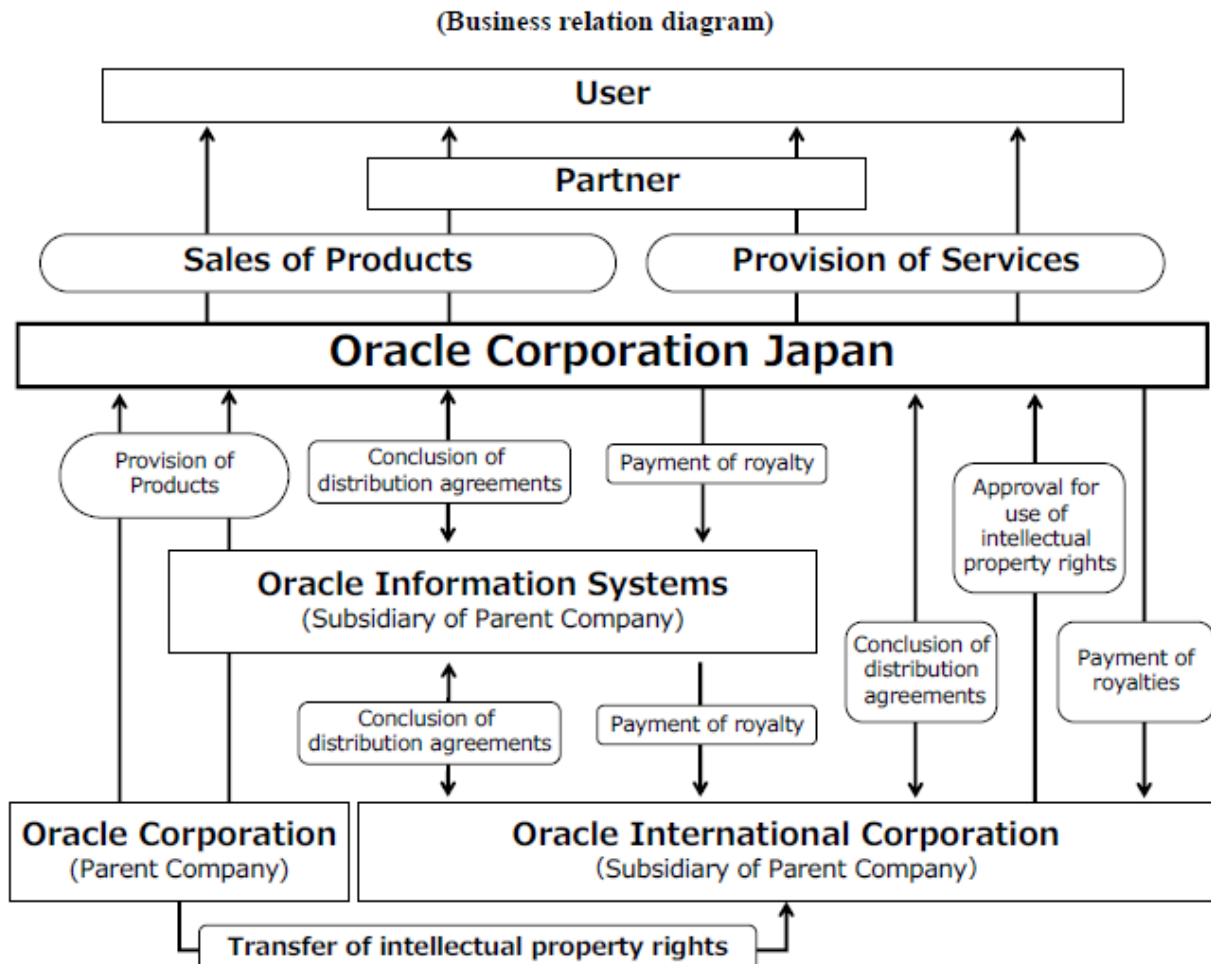 (Business relation diagram)
User
Partner
Sales of Products
Provision of Services
Oracle Corporation Japan
Provision of
Products
Conclusion of
distribution agreements
Payment of royalty
Approval for
use of
intellectual
property rights
Oracle Information Systems
(Subsidiary of Parent Company)
Conclusion of
distribution
agreements
Payment of
royalties
Conclusion of
distribution agreements
Payment of royalty
Oracle Corporation
(Parent Company)
Oracle International Corporation
(Subsidiary of Parent Company)
Transfer of intellectual property rights